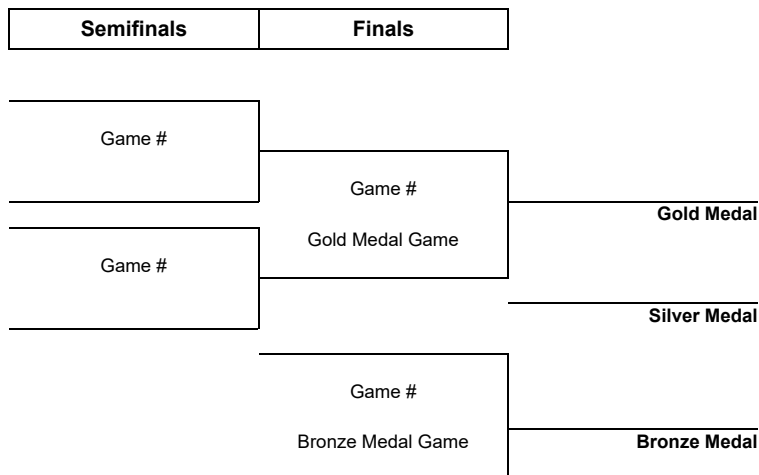 Semifinals Finals
Game #
Game #
Gold Medal
Gold Medal Game
Game #
Silver Medal
Game #
Bronze Medal Game Bronze Medal